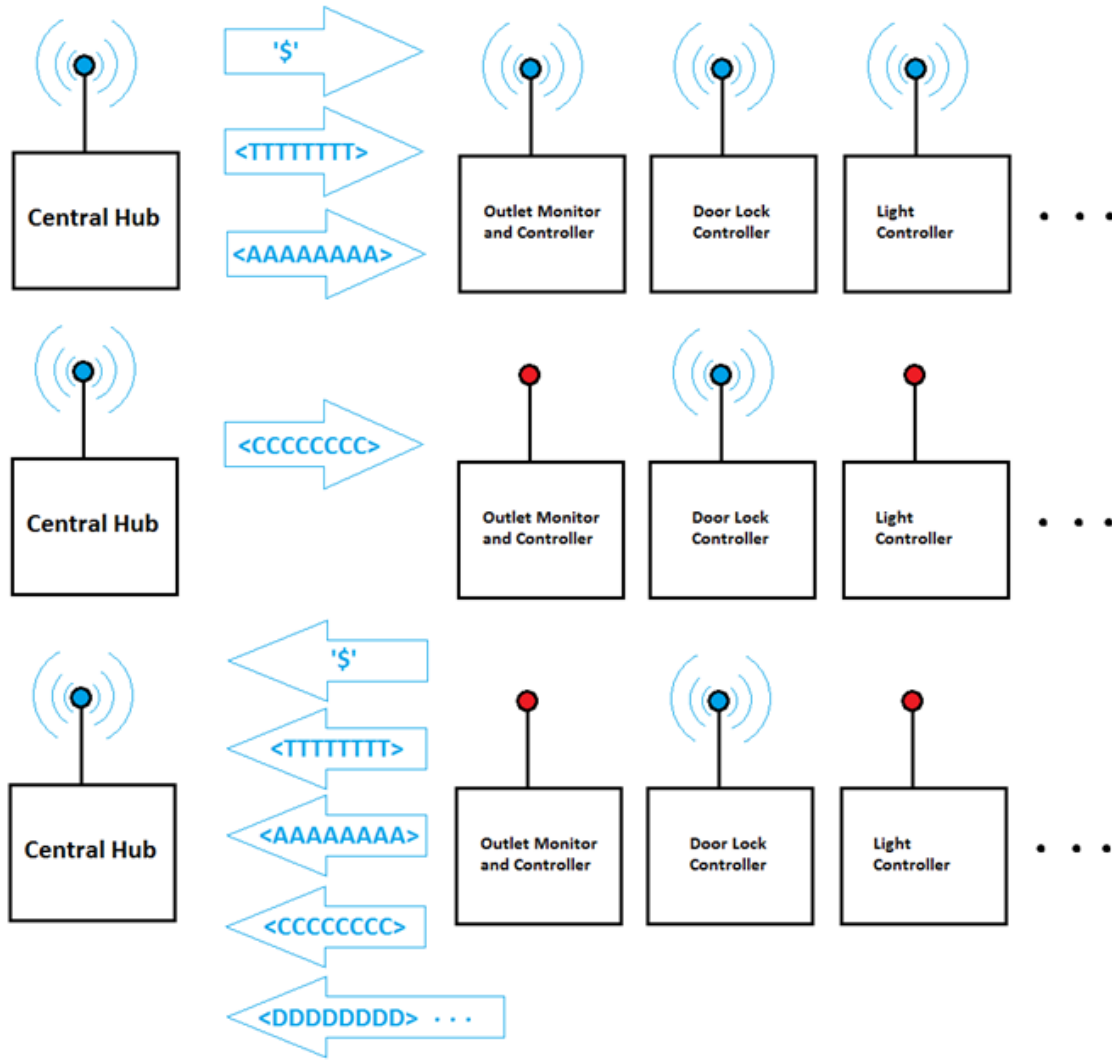 '$'
<TTTTTTTT>
Central Hub
<AAAAAAAA>
Outlet Monitor
and Controller
Door Lock
Controller
Light
Controller
. . .
<CCCCCCCC>
Central Hub
Outlet Monitor
and Controller
Door Lock
Controller
Light
Controller
. . .
'$'
<TTTTTTTT>
Central Hub
<AAAAAAAA>
<CCCCCCCC>
<DDDDDDDD> . . .
Outlet Monitor
and Controller
Door Lock
Controller
Light
Controller
. . .